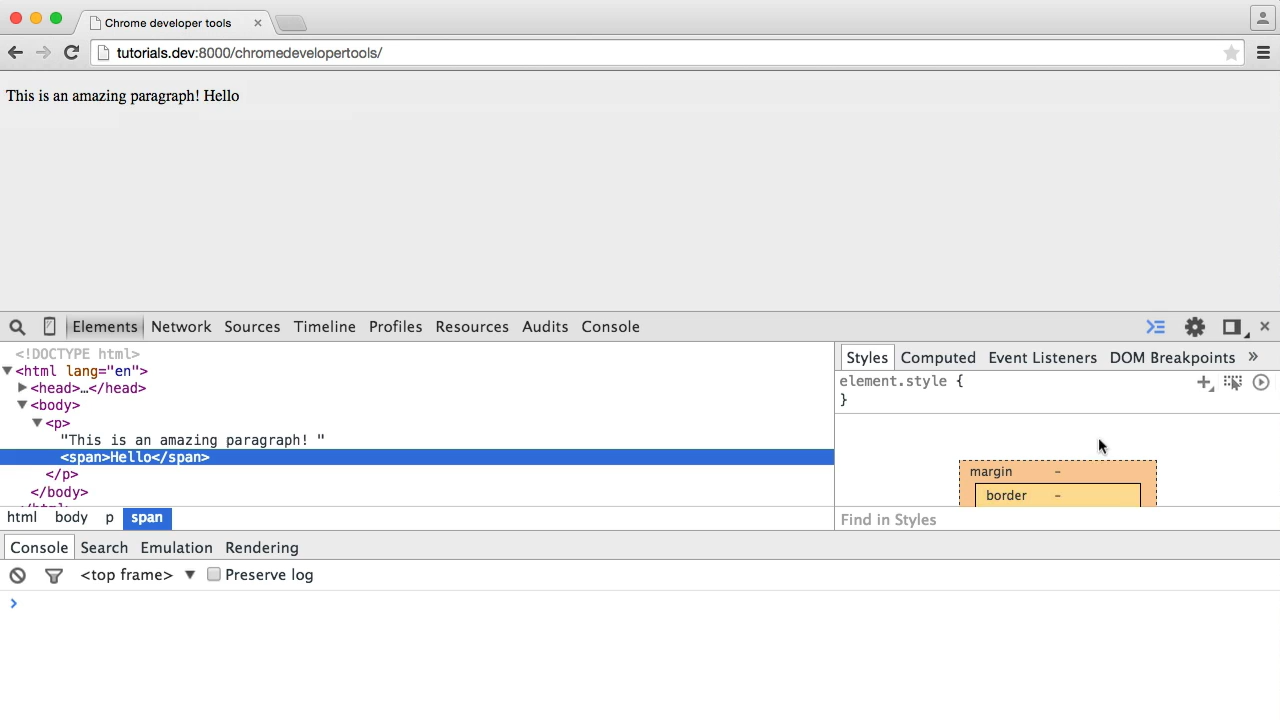 Chrome developer tools
tutorials.dev:8000/chromedevelopertools/
This is an amazing paragraph! Hello
Elements Network Sources Timeline Profiles Resources Audits Console
<!DOCTYPE html>
<html lang="en">
<head>…</head>
<body>
<p>
"This is an amazing paragraph! "
<span>Hello</span>
</p>
</body>
html body p span
Styles Computed Event Listeners DOM Breakpoints »
element.style {
}
margin -
border -
Find in Styles
Console Search Emulation Rendering
<top frame> Preserve log